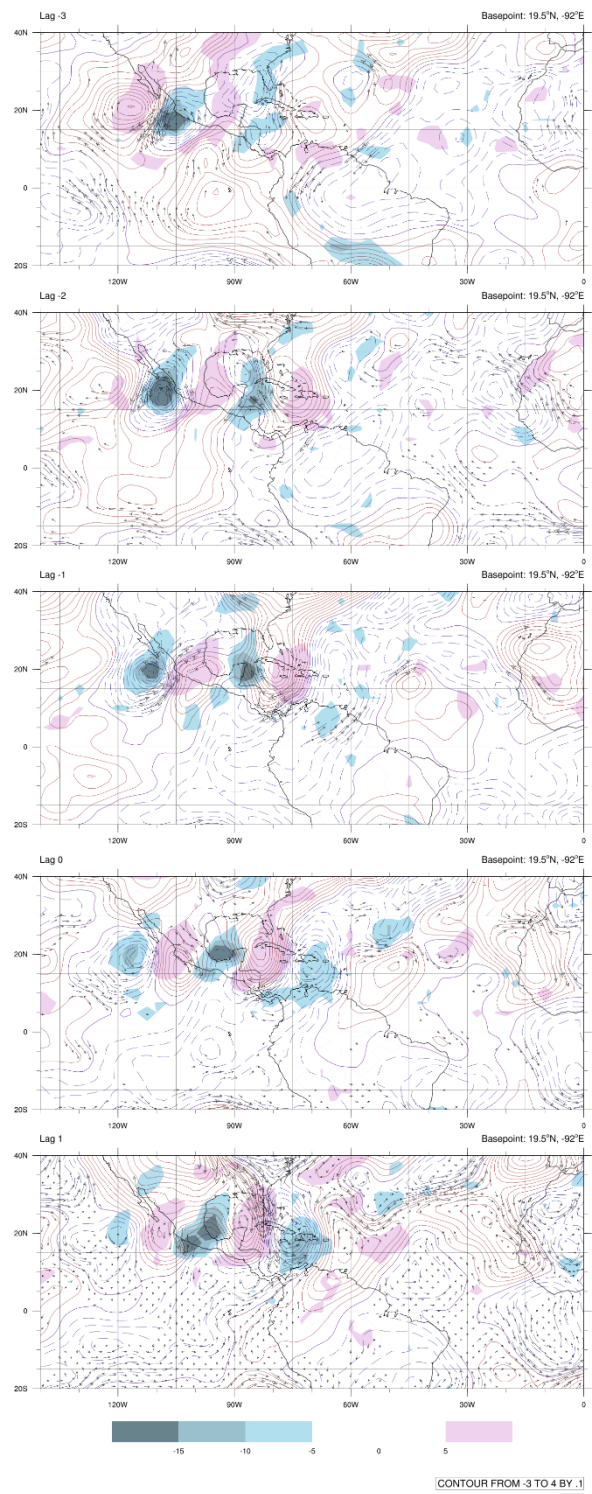 Lag -3 Basepoint: 19.5°N, -92°E
40N
20N
0
20S
120W 90W 60W 30W 0
Lag -2 Basepoint: 19.5°N, -92°E
40N
20N
0
20S
120W 90W 60W 30W 0
Lag -1 Basepoint: 19.5°N, -92°E
40N
20N
0
20S
120W 90W 60W 30W 0
Lag 0 Basepoint: 19.5°N, -92°E
40N
20N
0
20S
120W 90W 60W 30W 0
Lag 1 Basepoint: 19.5°N, -92°E
40N
20N
0
20S
120W 90W 60W 30W 0
-15 -10 -5 0 5
CONTOUR FROM -3 TO 4 BY .1